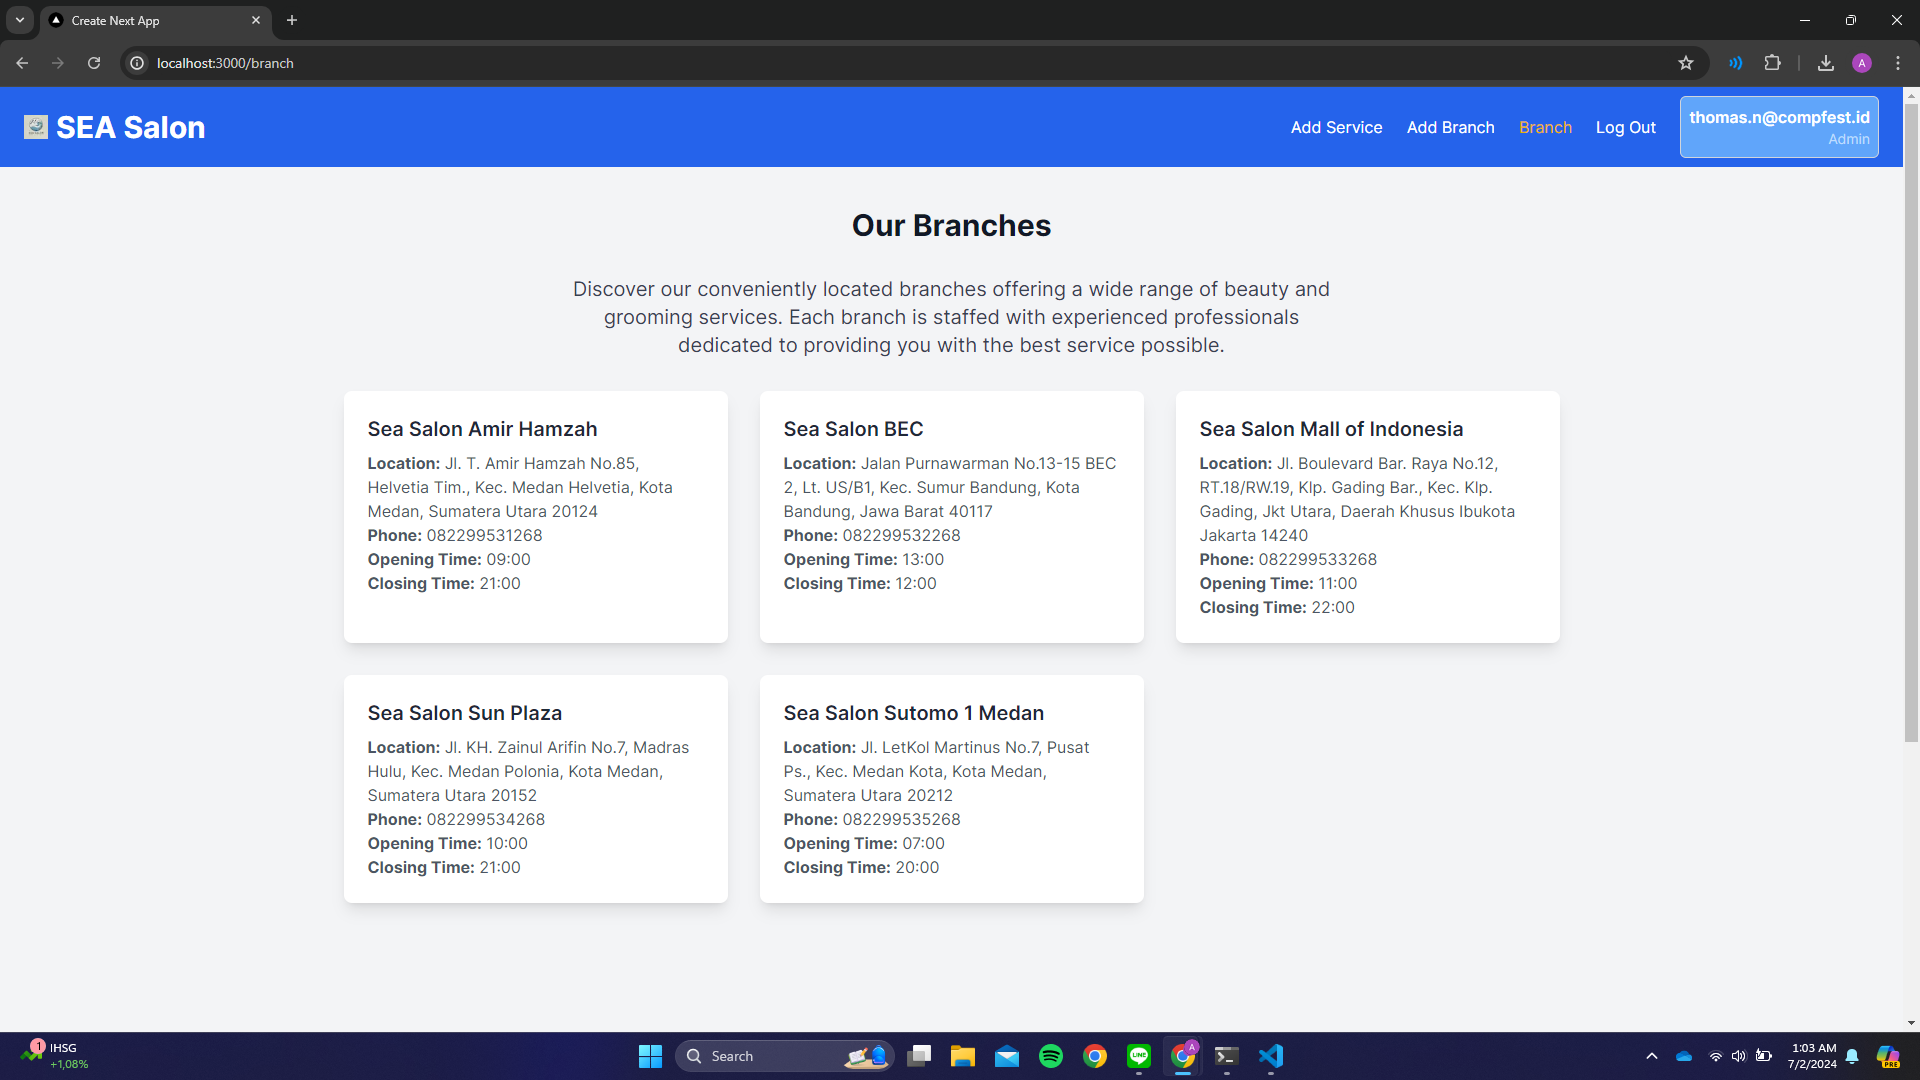 Create Next App
localhost:3000/branch
A
SEA Salon
Add Service
Add Branch
Branch
Log Out
thomas.n@compfest.id
Admin
Our Branches
Discover our conveniently located branches offering a wide range of beauty and
grooming services. Each branch is staffed with experienced professionals
dedicated to providing you with the best service possible.
Sea Salon Amir Hamzah
Location: Jl. T. Amir Hamzah No.85,
Helvetia Tim., Kec. Medan Helvetia, Kota
Medan, Sumatera Utara 20124
Phone: 082299531268
Opening Time: 09:00
Closing Time: 21:00
Sea Salon BEC
Location: Jalan Purnawarman No.13-15 BEC
2, Lt. US/B1, Kec. Sumur Bandung, Kota
Bandung, Jawa Barat 40117
Phone: 082299532268
Opening Time: 13:00
Closing Time: 12:00
Sea Salon Mall of Indonesia
Location: Jl. Boulevard Bar. Raya No.12,
RT.18/RW.19, Klp. Gading Bar., Kec. Klp.
Gading, Jkt Utara, Daerah Khusus Ibukota
Jakarta 14240
Phone: 082299533268
Opening Time: 11:00
Closing Time: 22:00
Sea Salon Sun Plaza
Location: Jl. KH. Zainul Arifin No.7, Madras
Hulu, Kec. Medan Polonia, Kota Medan,
Sumatera Utara 20152
Phone: 082299534268
Opening Time: 10:00
Closing Time: 21:00
Sea Salon Sutomo 1 Medan
Location: Jl. LetKol Martinus No.7, Pusat
Ps., Kec. Medan Kota, Kota Medan,
Sumatera Utara 20212
Phone: 082299535268
Opening Time: 07:00
Closing Time: 20:00
1
IHSG
+1,08%
Search
LINE
A
1:03 AM
7/2/2024
PRE